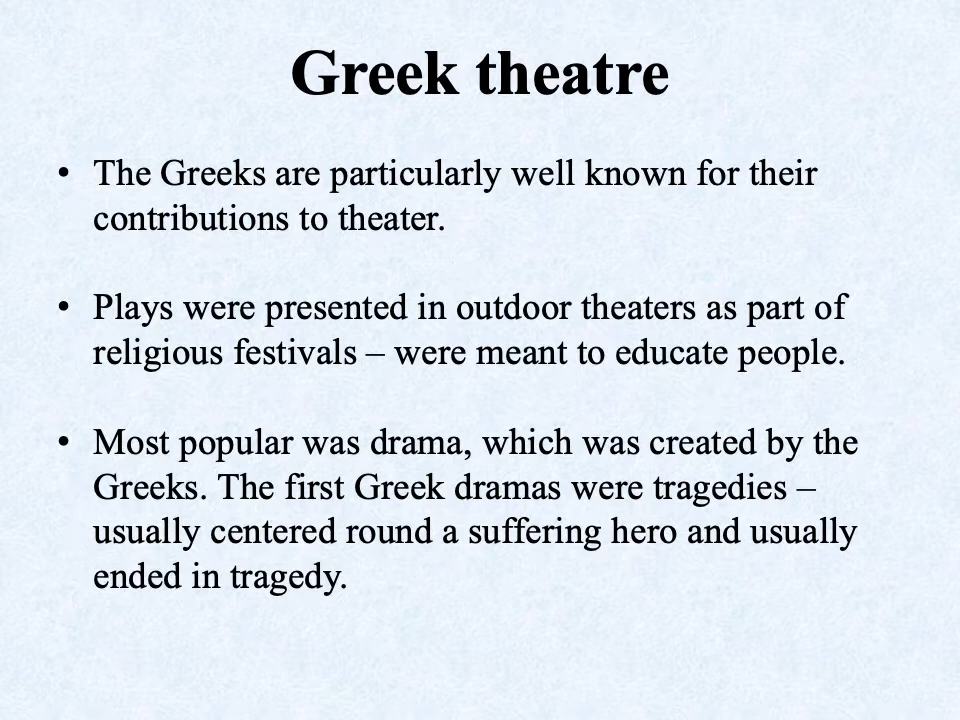 Greek theatre
• The Greeks are particularly well known for their
contributions to theater.
• Plays were presented in outdoor theaters as part of
religious festivals – were meant to educate people.
• Most popular was drama, which was created by the
Greeks. The first Greek dramas were tragedies –
usually centered round a suffering hero and usually
ended in tragedy.